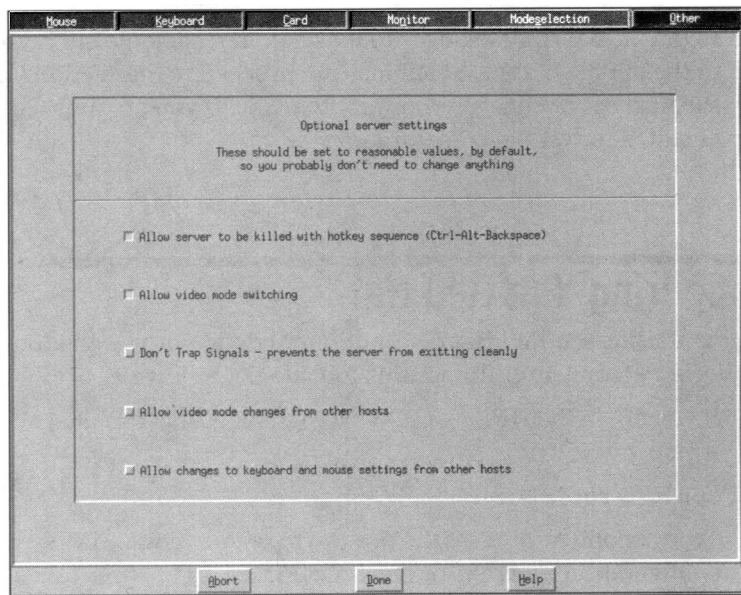 Mouse
Keyboard
Card
Monitor
Modeselection
Other
Optional server settings
These should be set to reasonable values, by default,
so you probably don't need to change anything
Allow server to be killed with hotkey sequence (Ctrl-Alt-Backspace)
Allow video mode switching
Don't Trap Signals - prevents the server from exitting cleanly
Allow video mode changes from other hosts
Allow changes to keyboard and mouse settings from other hosts
Abort
Done
Help